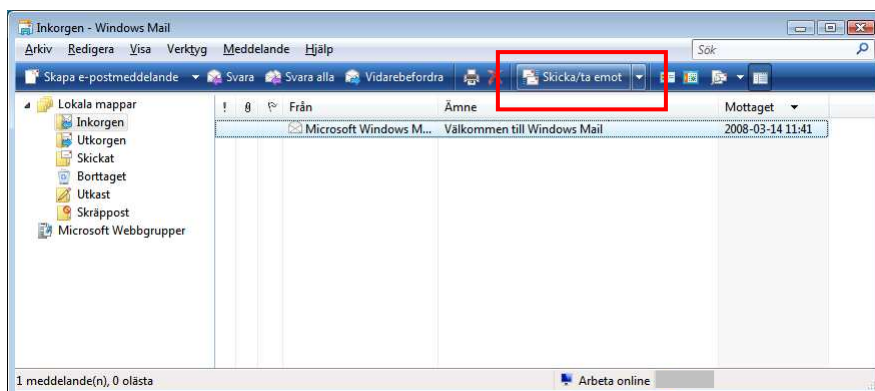 Inkorgen - Windows Mail
Arkiv Redigera Visa Verktyg Meddelande Hjälp Sök
Skapa e-postmeddelande Svara Svara alla Vidarebefordra Skicka/ta emot
Lokala mappar
Inkorgen
Utkorgen
Skickat
Borttaget
Utkast
Skräppost
Microsoft Webbgrupper
! Från Ämne Mottaget
Microsoft Windows M... Välkommen till Windows Mail 2008-03-14 11:41
1 meddelande(n), 0 olästa Arbeta online